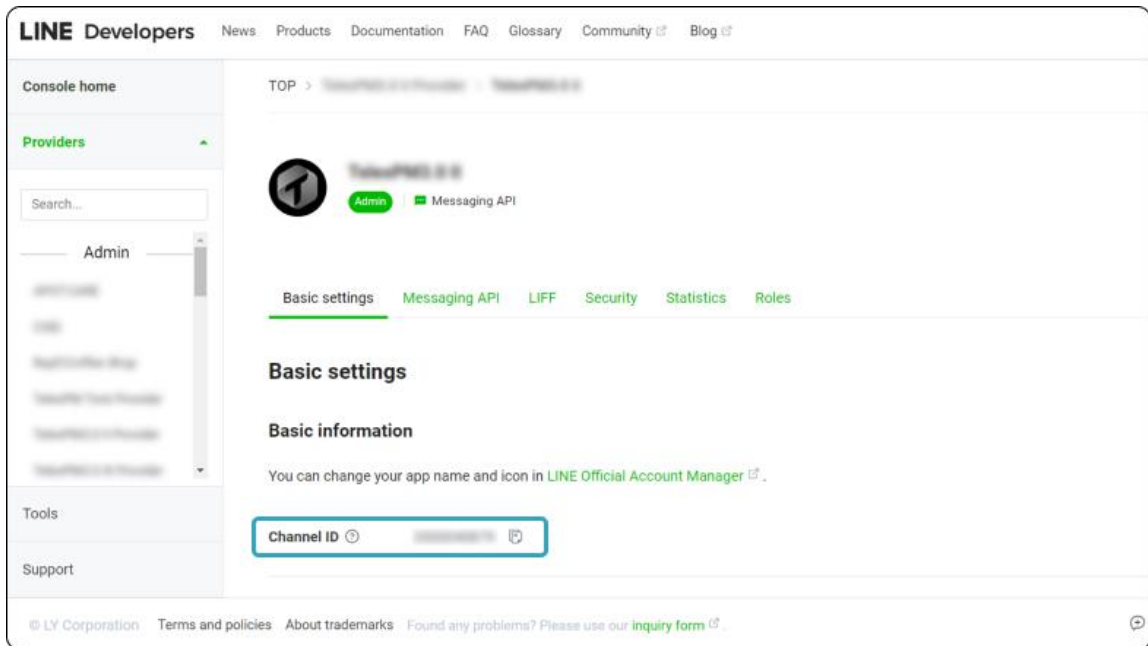 LINE Developers News Products Documentation FAQ Glossary Community Blog
Console home
Providers
Search...
Admin
Tools
Support
TOP >
Admin Messaging API
Basic settings Messaging API LIFF Security Statistics Roles
Basic settings
Basic information
You can change your app name and icon in LINE Official Account Manager .
Channel ID
© LY Corporation Terms and policies About trademarks Found any problems? Please use our inquiry form .